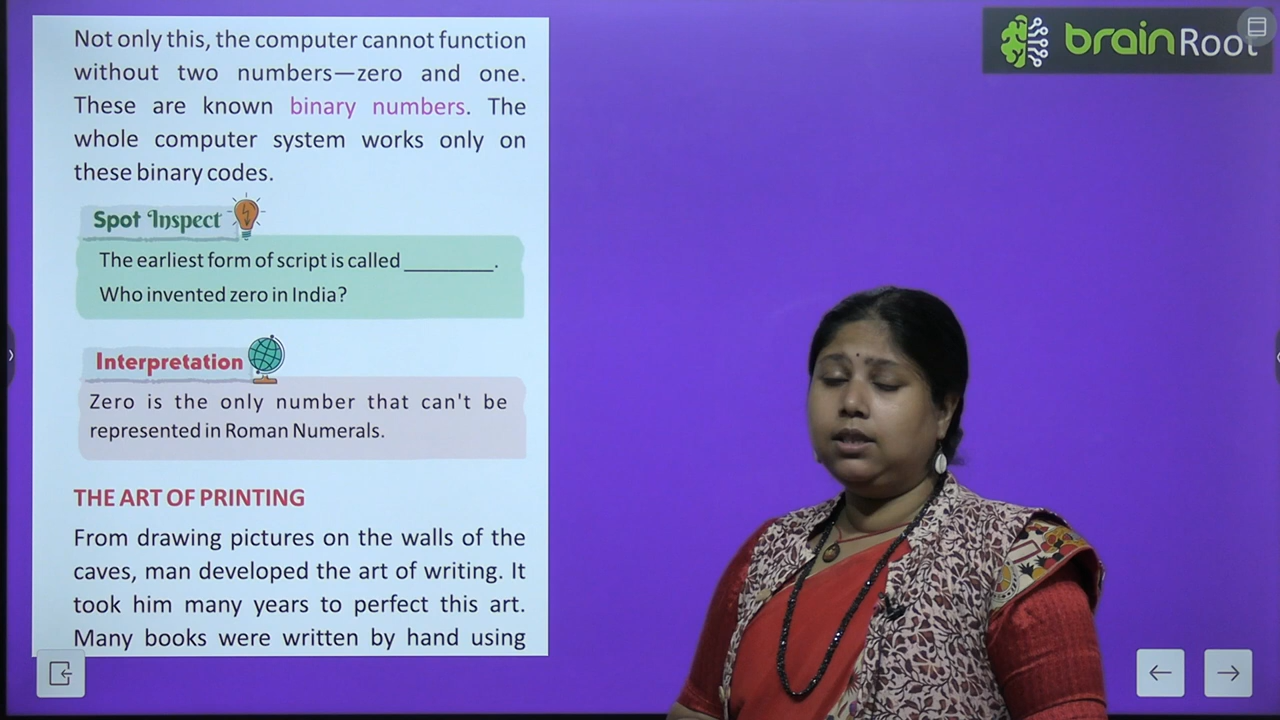 Not only this, the computer cannot function
without two numbers—zero and one.
These are known binary numbers. The
whole computer system works only on
these binary codes.
Spot Inspect
The earliest form of script is called ________.
Who invented zero in India?
Interpretation
Zero is the only number that can't be
represented in Roman Numerals.
THE ART OF PRINTING
From drawing pictures on the walls of the
caves, man developed the art of writing. It
took him many years to perfect this art.
Many books were written by hand using
brainRoot